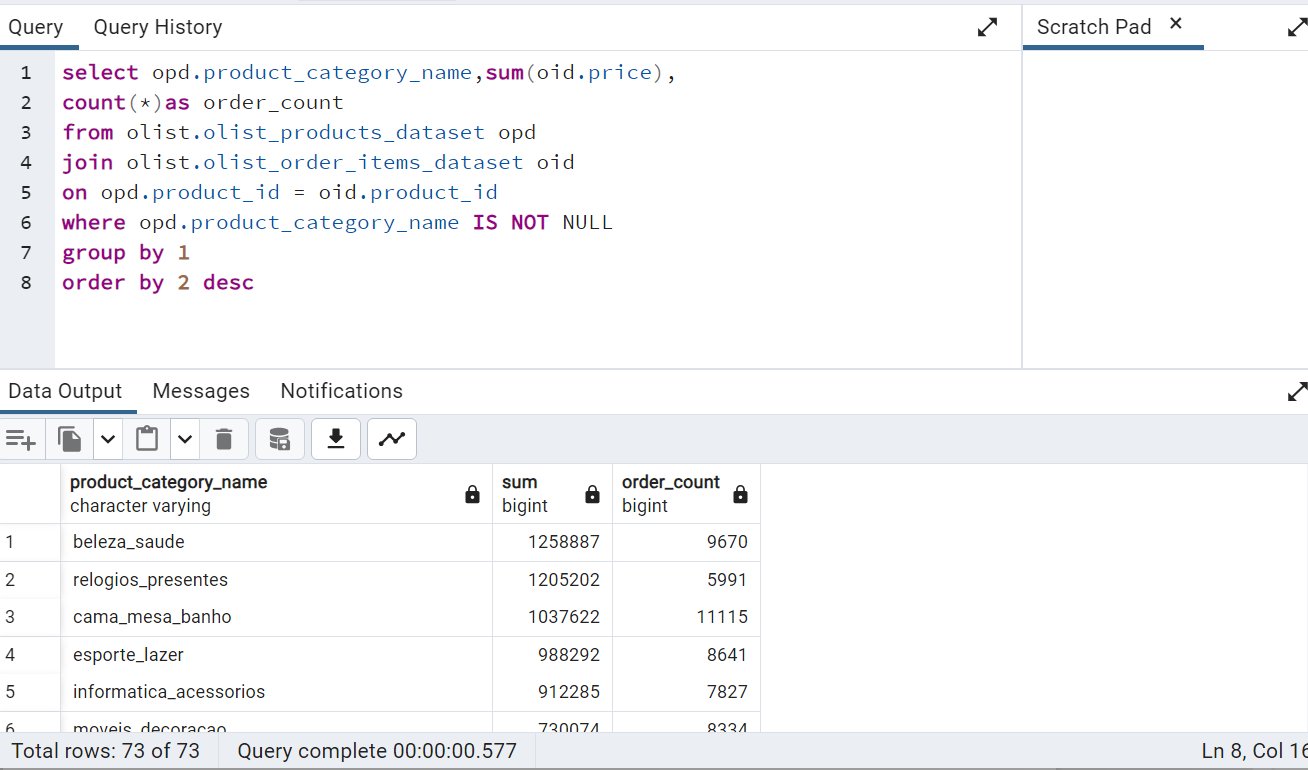 Query Query History Scratch Pad ×
1 select opd.product_category_name,sum(oid.price),
2 count(*)as order_count
3 from olist.olist_products_dataset opd
4 join olist.olist_order_items_dataset oid
5 on opd.product_id = oid.product_id
6 where opd.product_category_name IS NOT NULL
7 group by 1
8 order by 2 desc
Data Output Messages Notifications
product_category_name sum order_count
character varying bigint bigint
1 beleza_saude 1258887 9670
2 relogios_presentes 1205202 5991
3 cama_mesa_banho 1037622 11115
4 esporte_lazer 988292 8641
5 informatica_acessorios 912285 7827
6 moveis_decoracao 730074 8334
Total rows: 73 of 73 Query complete 00:00:00.577 Ln 8, Col 16